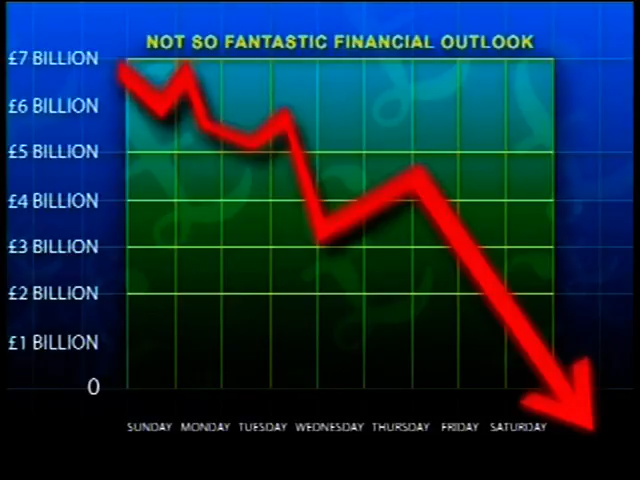 NOT SO FANTASTIC FINANCIAL OUTLOOK
£7 BILLION
£6 BILLION
£5 BILLION
£4 BILLION
£3 BILLION
£2 BILLION
£1 BILLION
0
SUNDAY MONDAY TUESDAY WEDNESDAY THURSDAY FRIDAY SATURDAY